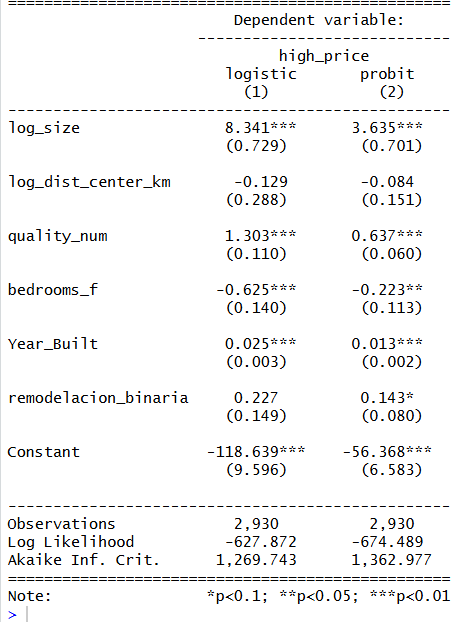 =================================================
Dependent variable:
----------------------------
high_price
logistic probit
(1) (2)
-------------------------------------------------
log_size 8.341*** 3.635***
(0.729) (0.701)
log_dist_center_km -0.129 -0.084
(0.288) (0.151)
quality_num 1.303*** 0.637***
(0.110) (0.060)
bedrooms_f -0.625*** -0.223**
(0.140) (0.113)
Year_Built 0.025*** 0.013***
(0.003) (0.002)
remodelacion_binaria 0.227 0.143*
(0.149) (0.080)
Constant -118.639*** -56.368***
(9.596) (6.583)
-------------------------------------------------
Observations 2,930 2,930
Log Likelihood -627.872 -674.489
Akaike Inf. Crit. 1,269.743 1,362.977
=================================================
Note: *p<0.1; **p<0.05; ***p<0.01
>